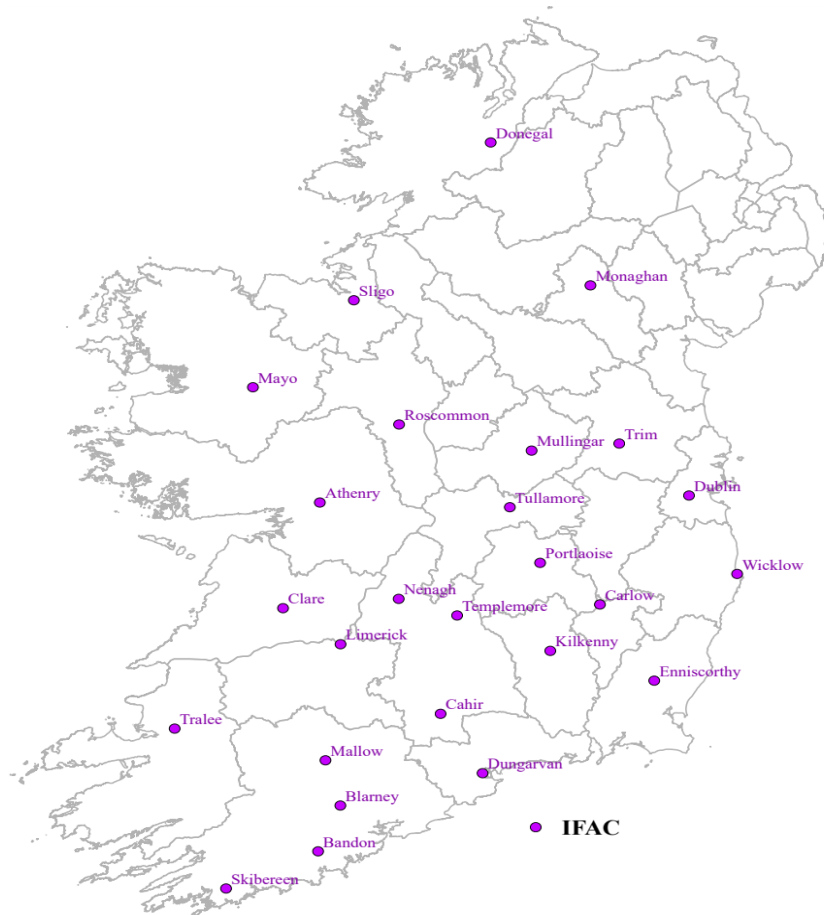 Donegal
Monaghan
Sligo
Mayo
Roscommon
Trim
Mullingar
Dublin
Athenry
Tullamore
Portlaoise
Wicklow
Nenagh
Clare
Carlow
Templemore
Limerick
Kilkenny
Enniscorthy
Cahir
Tralee
Mallow
Dungarvan
Blarney
IFAC
Bandon
Skibereen